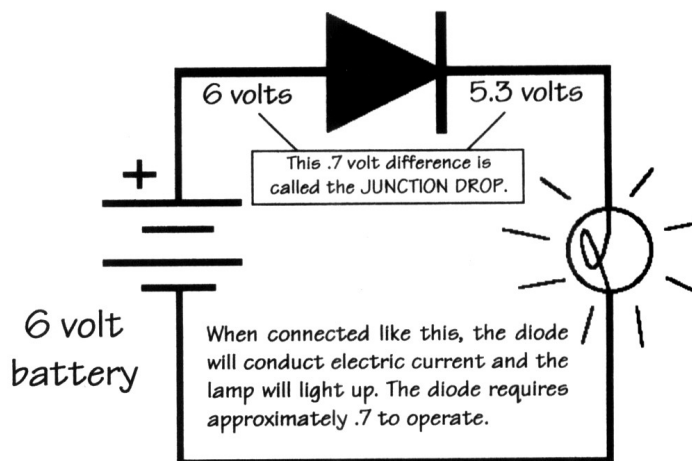 6 volts
5.3 volts
This .7 volt difference is
called the JUNCTION DROP.
+
6 volt
battery
When connected like this, the diode
will conduct electric current and the
lamp will light up. The diode requires
approximately .7 to operate.